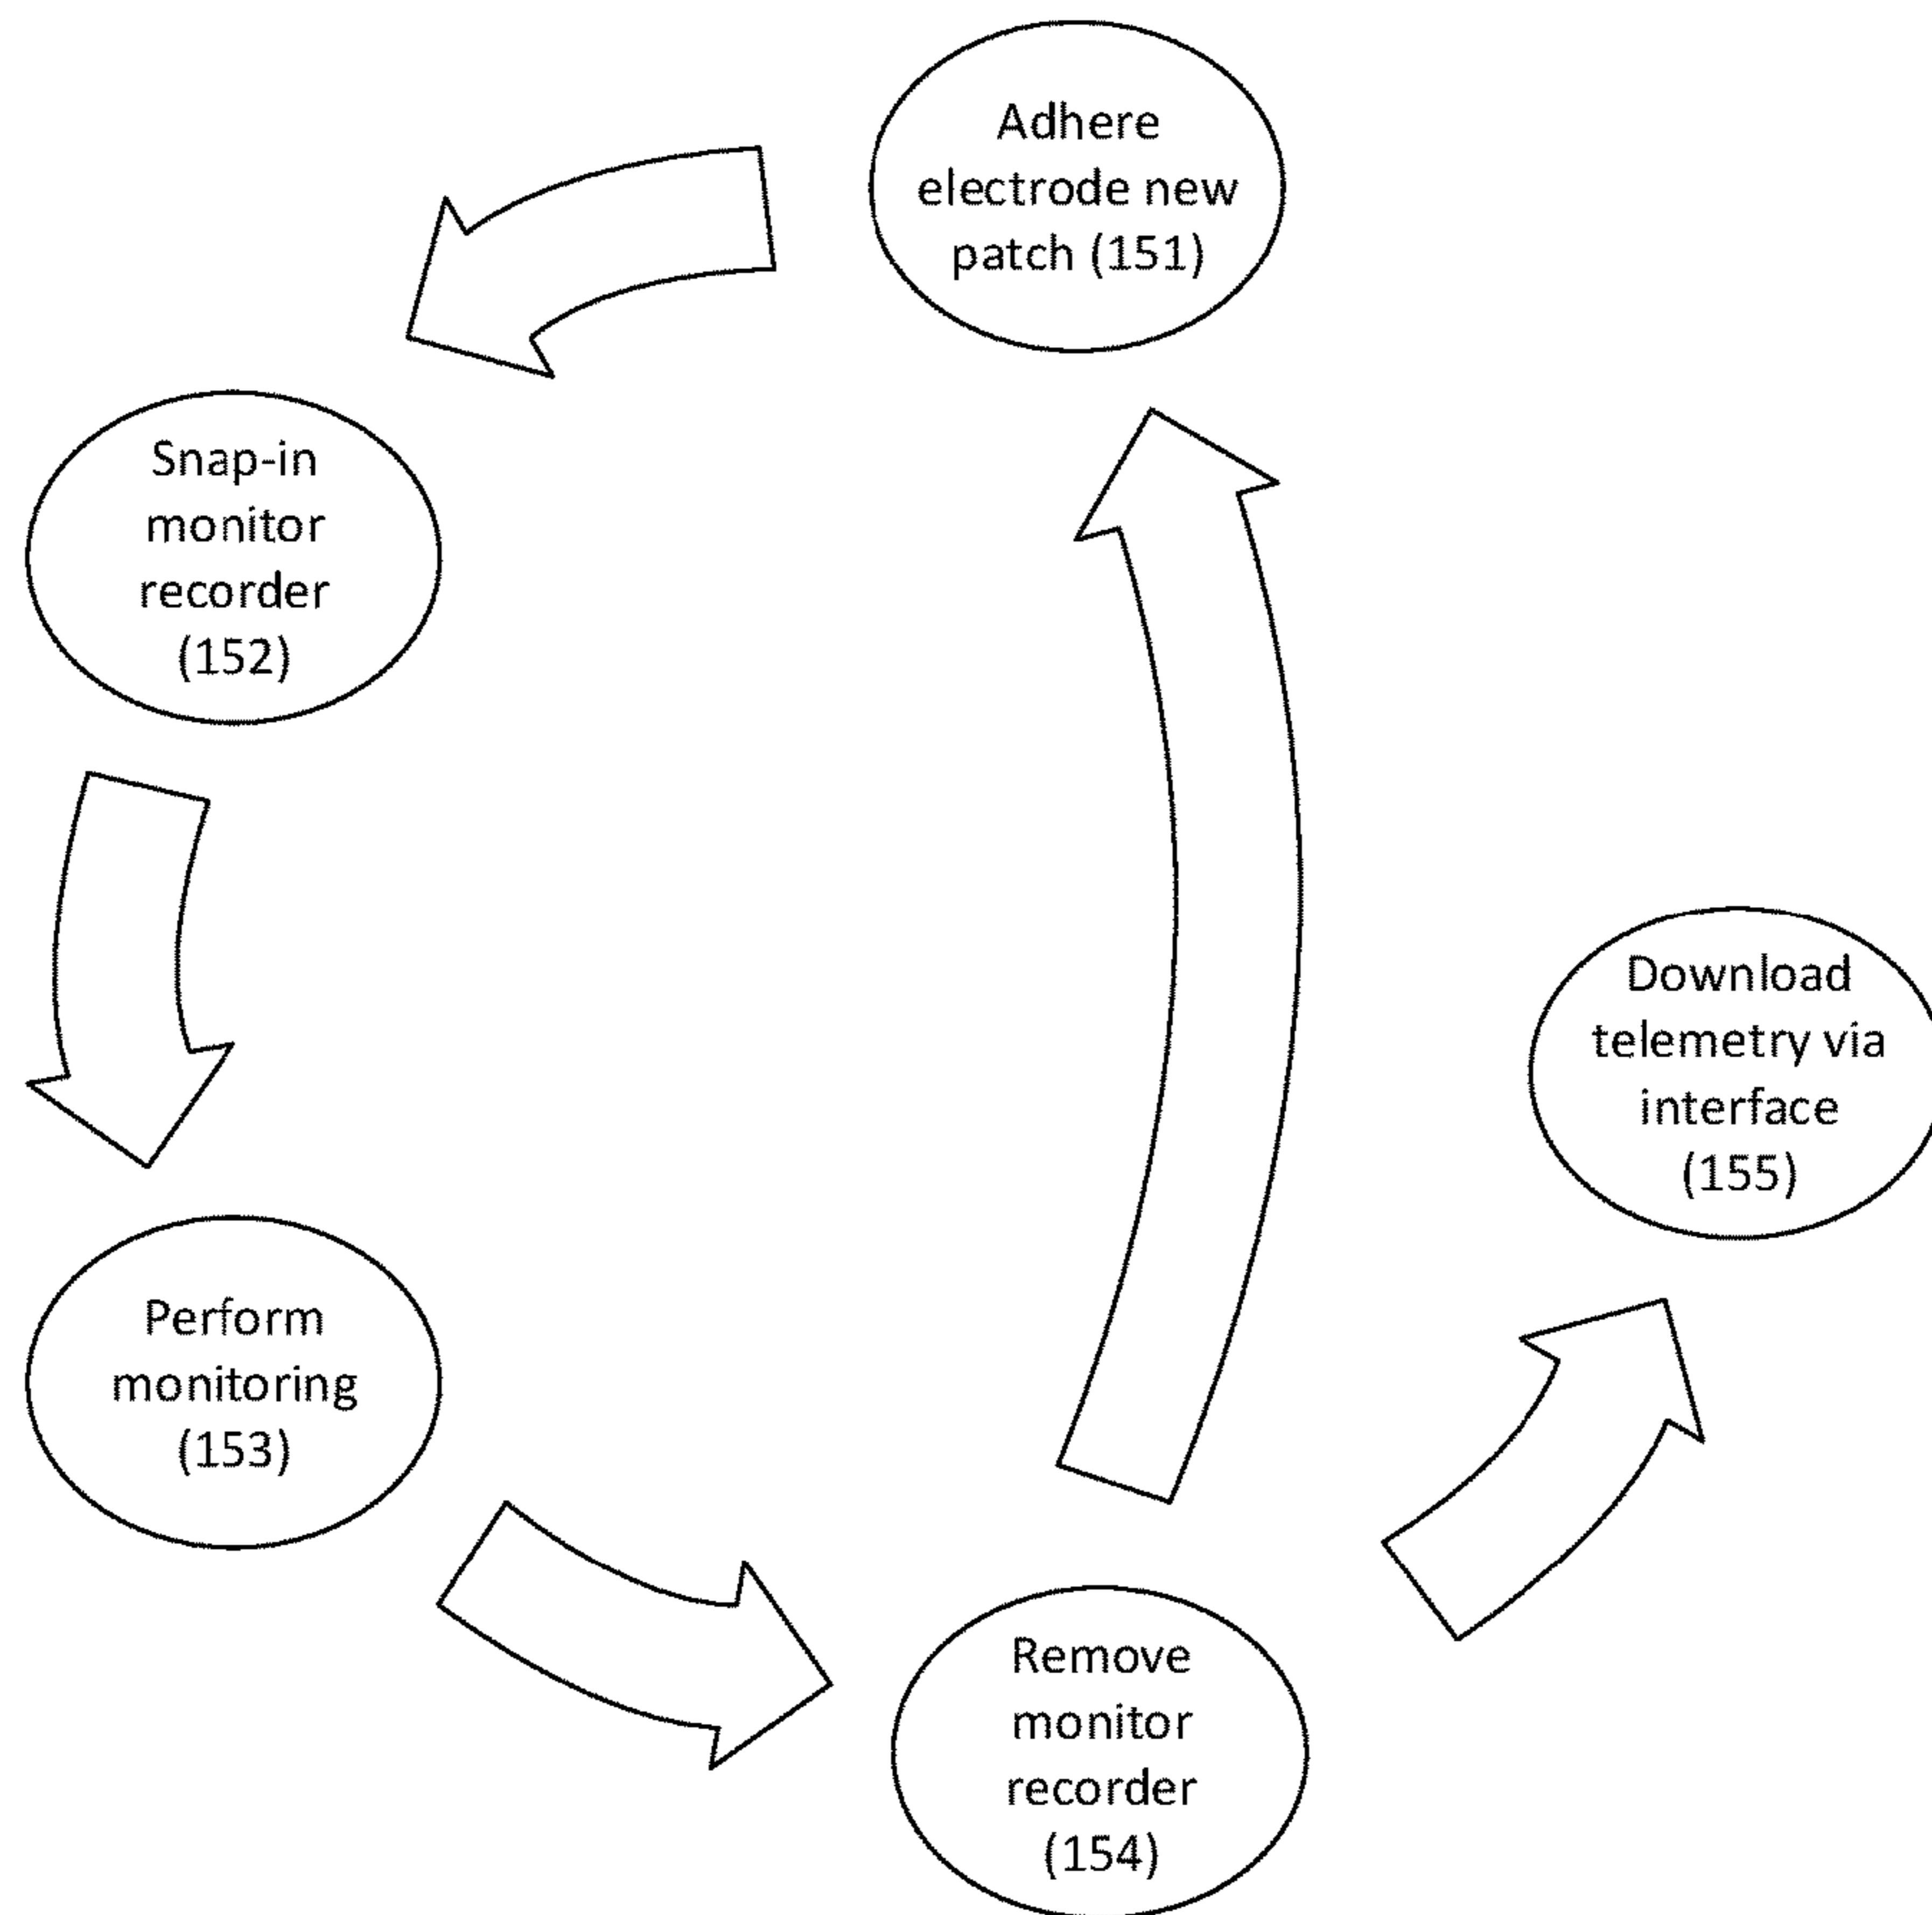 Adhere
electrode new
patch (151)
Snap-in
monitor
recorder
(152)
Perform
monitoring
(153)
Remove
monitor
recorder
(154)
Download
telemetry via
interface
(155)